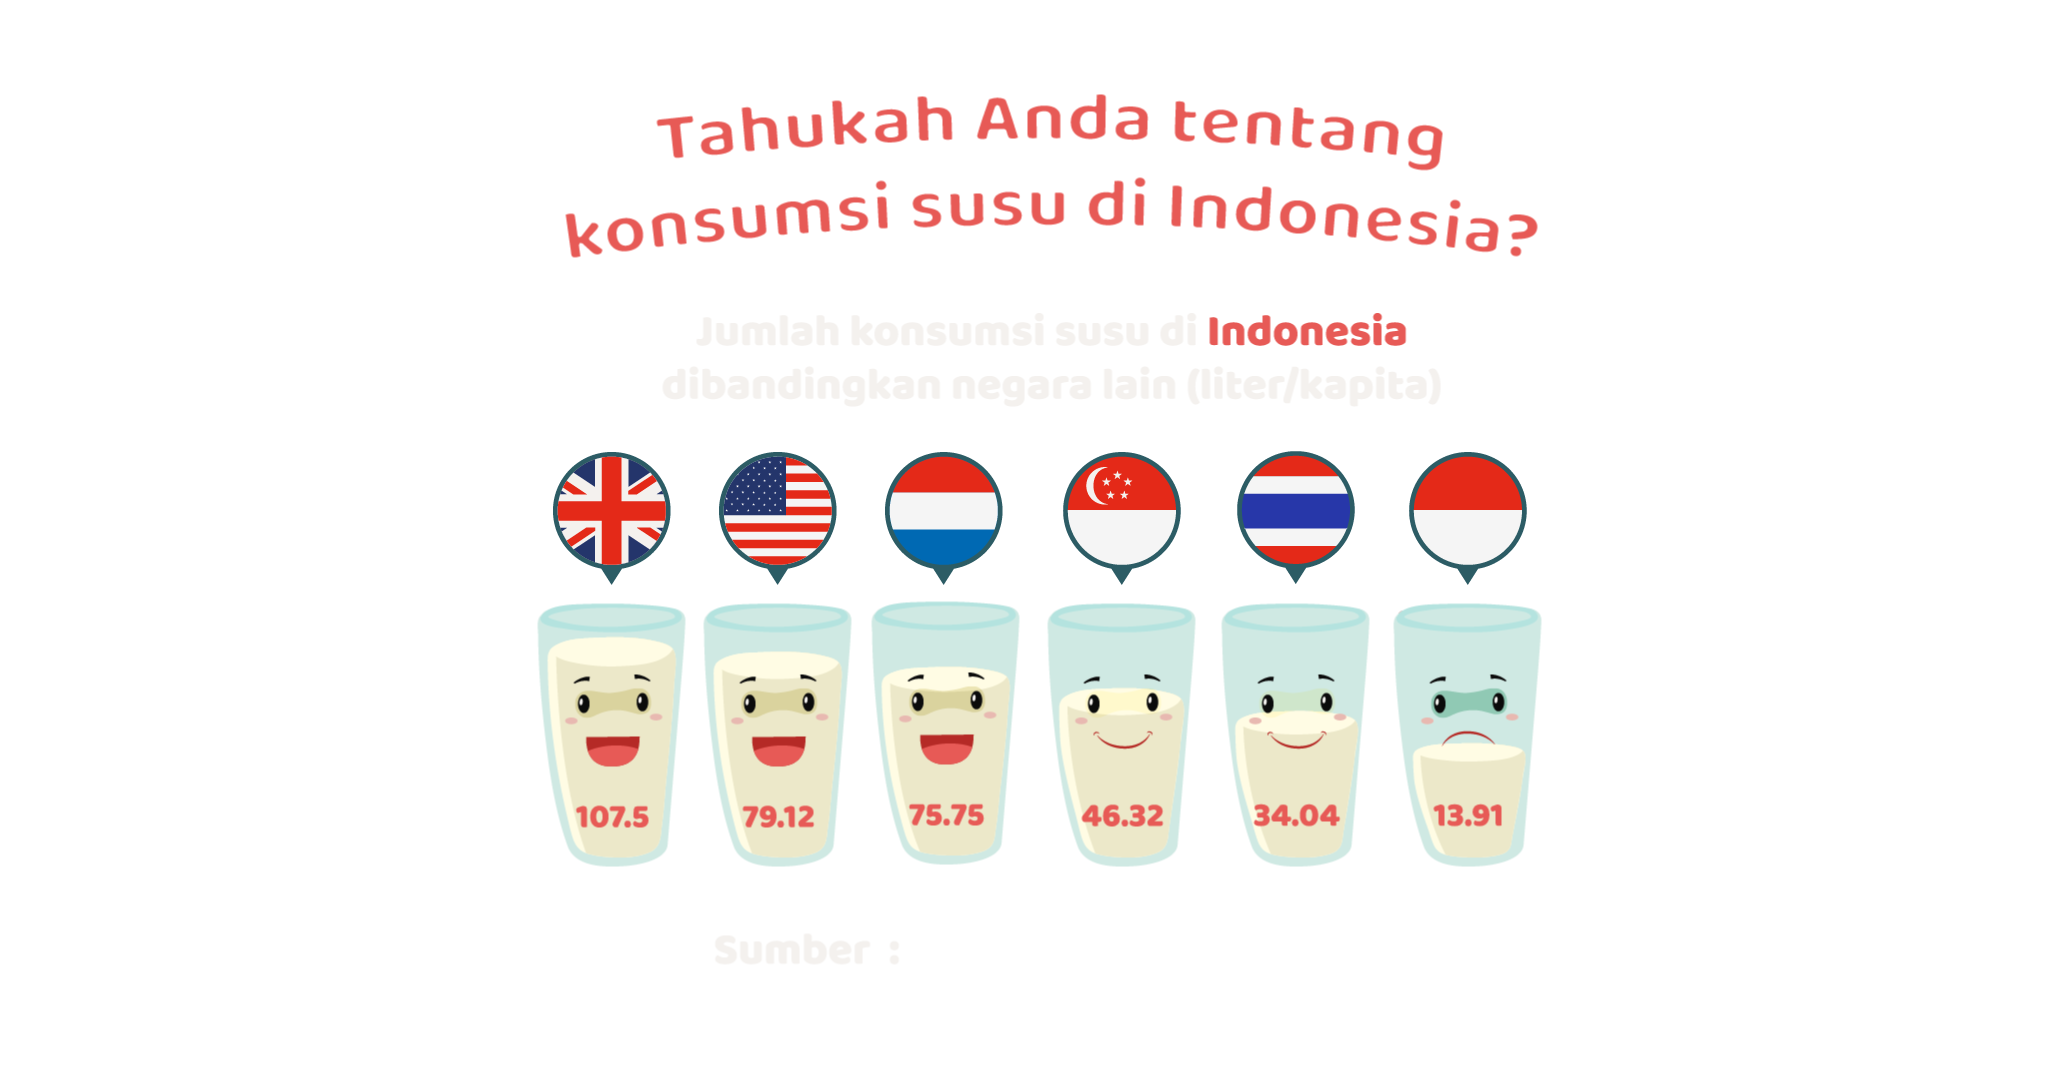 Tahukah Anda tentang
konsumsi susu di Indonesia?
Jumlah konsumsi susu di Indonesia
dibandingkan negara lain (liter/kapita)
107.5 79.12 75.75 46.32 34.04 13.91
Sumber :